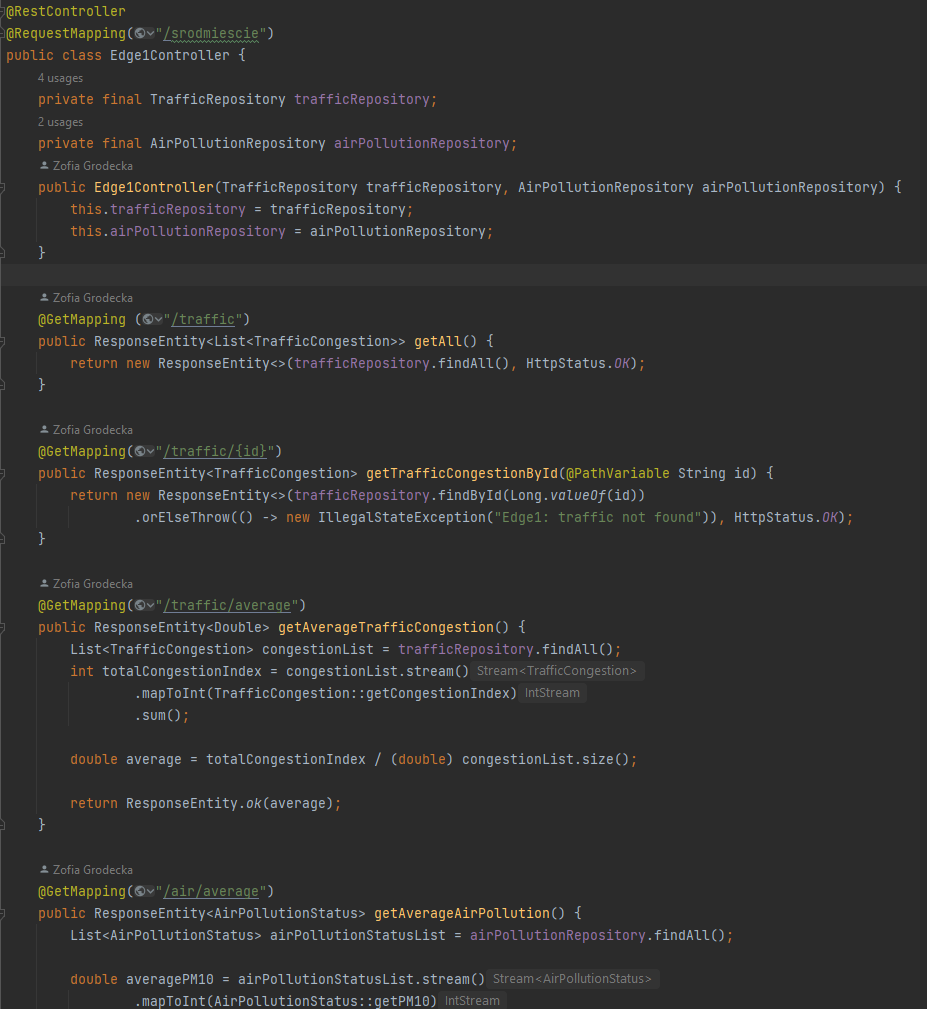 @RestController
@RequestMapping("/srodmiescie")
public class Edge1Controller {
4 usages
private final TrafficRepository trafficRepository;
2 usages
private final AirPollutionRepository airPollutionRepository;
Zofia Grodecka
public Edge1Controller(TrafficRepository trafficRepository, AirPollutionRepository airPollutionRepository) {
this.trafficRepository = trafficRepository;
this.airPollutionRepository = airPollutionRepository;
}
Zofia Grodecka
@GetMapping ("/traffic")
public ResponseEntity<List<TrafficCongestion>> getAll() {
return new ResponseEntity<>(trafficRepository.findAll(), HttpStatus.OK);
}
Zofia Grodecka
@GetMapping("/traffic/{id}")
public ResponseEntity<TrafficCongestion> getTrafficCongestionById(@PathVariable String id) {
return new ResponseEntity<>(trafficRepository.findById(Long.valueOf(id))
.orElseThrow(() -> new IllegalStateException("Edge1: traffic not found")), HttpStatus.OK);
}
Zofia Grodecka
@GetMapping("/traffic/average")
public ResponseEntity<Double> getAverageTrafficCongestion() {
List<TrafficCongestion> congestionList = trafficRepository.findAll();
int totalCongestionIndex = congestionList.stream() Stream<TrafficCongestion>
.mapToInt(TrafficCongestion::getCongestionIndex) IntStream
.sum();
double average = totalCongestionIndex / (double) congestionList.size();
return ResponseEntity.ok(average);
}
Zofia Grodecka
@GetMapping("/air/average")
public ResponseEntity<AirPollutionStatus> getAverageAirPollution() {
List<AirPollutionStatus> airPollutionStatusList = airPollutionRepository.findAll();
double averagePM10 = airPollutionStatusList.stream() Stream<AirPollutionStatus>
.mapToInt(AirPollutionStatus::getPM10) IntStream